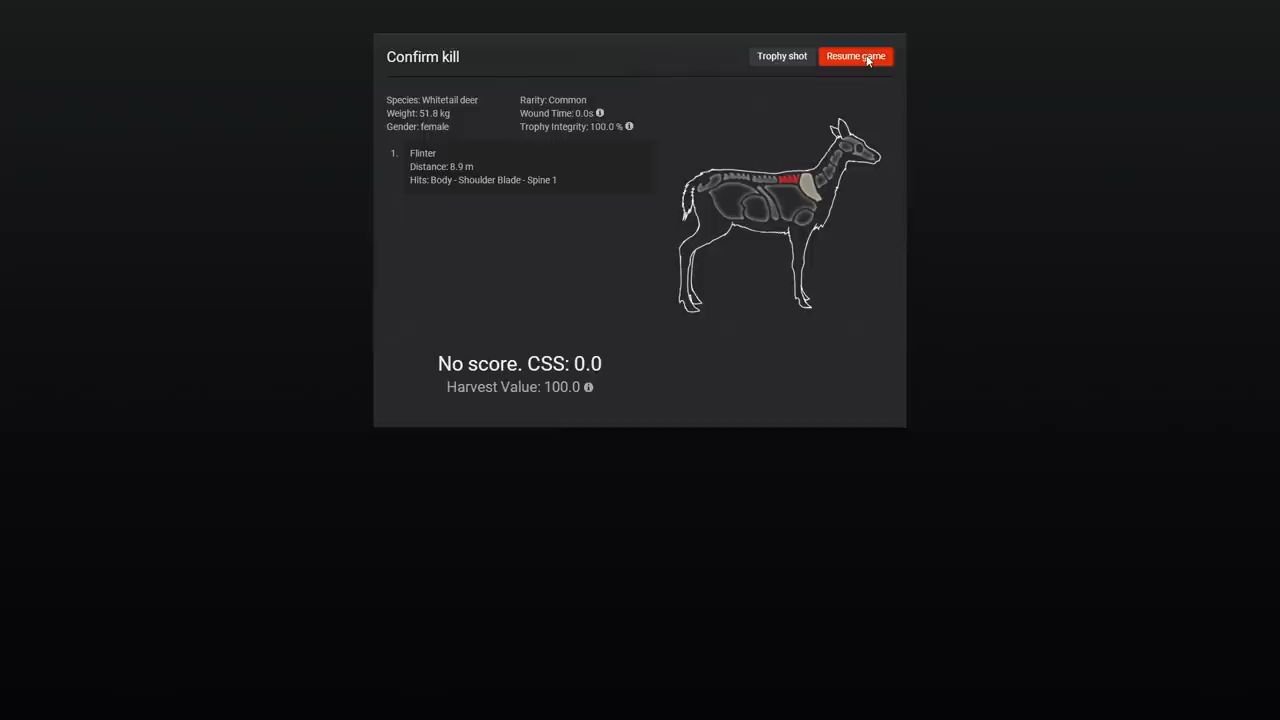 Confirm kill
Trophy shot
Resume game
Species: Whitetail deer
Weight: 51.8 kg
Gender: female
Rarity: Common
Wound Time: 0.0s
Trophy Integrity: 100.0 %
1. Flinter
Distance: 8.9 m
Hits: Body - Shoulder Blade - Spine 1
No score. CSS: 0.0
Harvest Value: 100.0